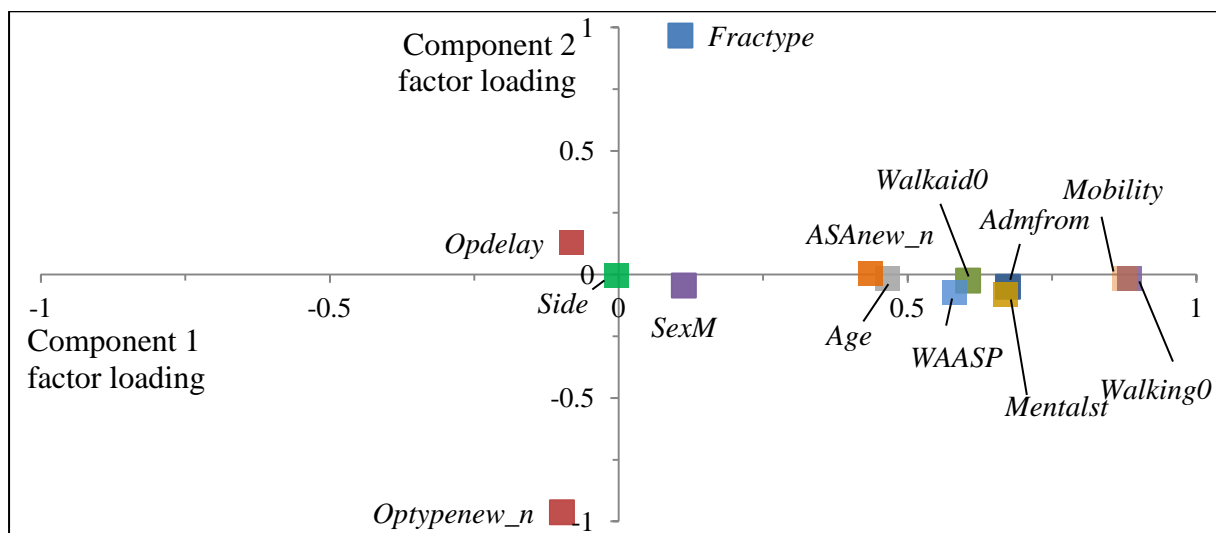 1
Component 2
factor loading
Fractype
0.5
Walkaid0
Mobility
Admfrom
ASAnew_n
Opdelay
0
-1
-0.5
0
0.5
1
Side
SexM
Age
WAASP
Component 1
factor loading
Walking0
Mentalst
-0.5
Optypenew_n
-1